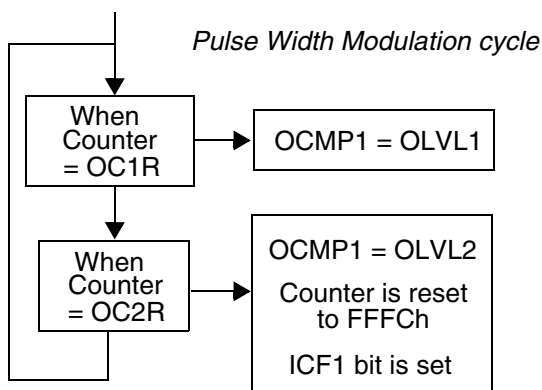 Pulse Width Modulation cycle
When
Counter
= OC1R
OCMP1 = OLVL1
When
Counter
= OC2R
OCMP1 = OLVL2
Counter is reset
to FFFCh
ICF1 bit is set